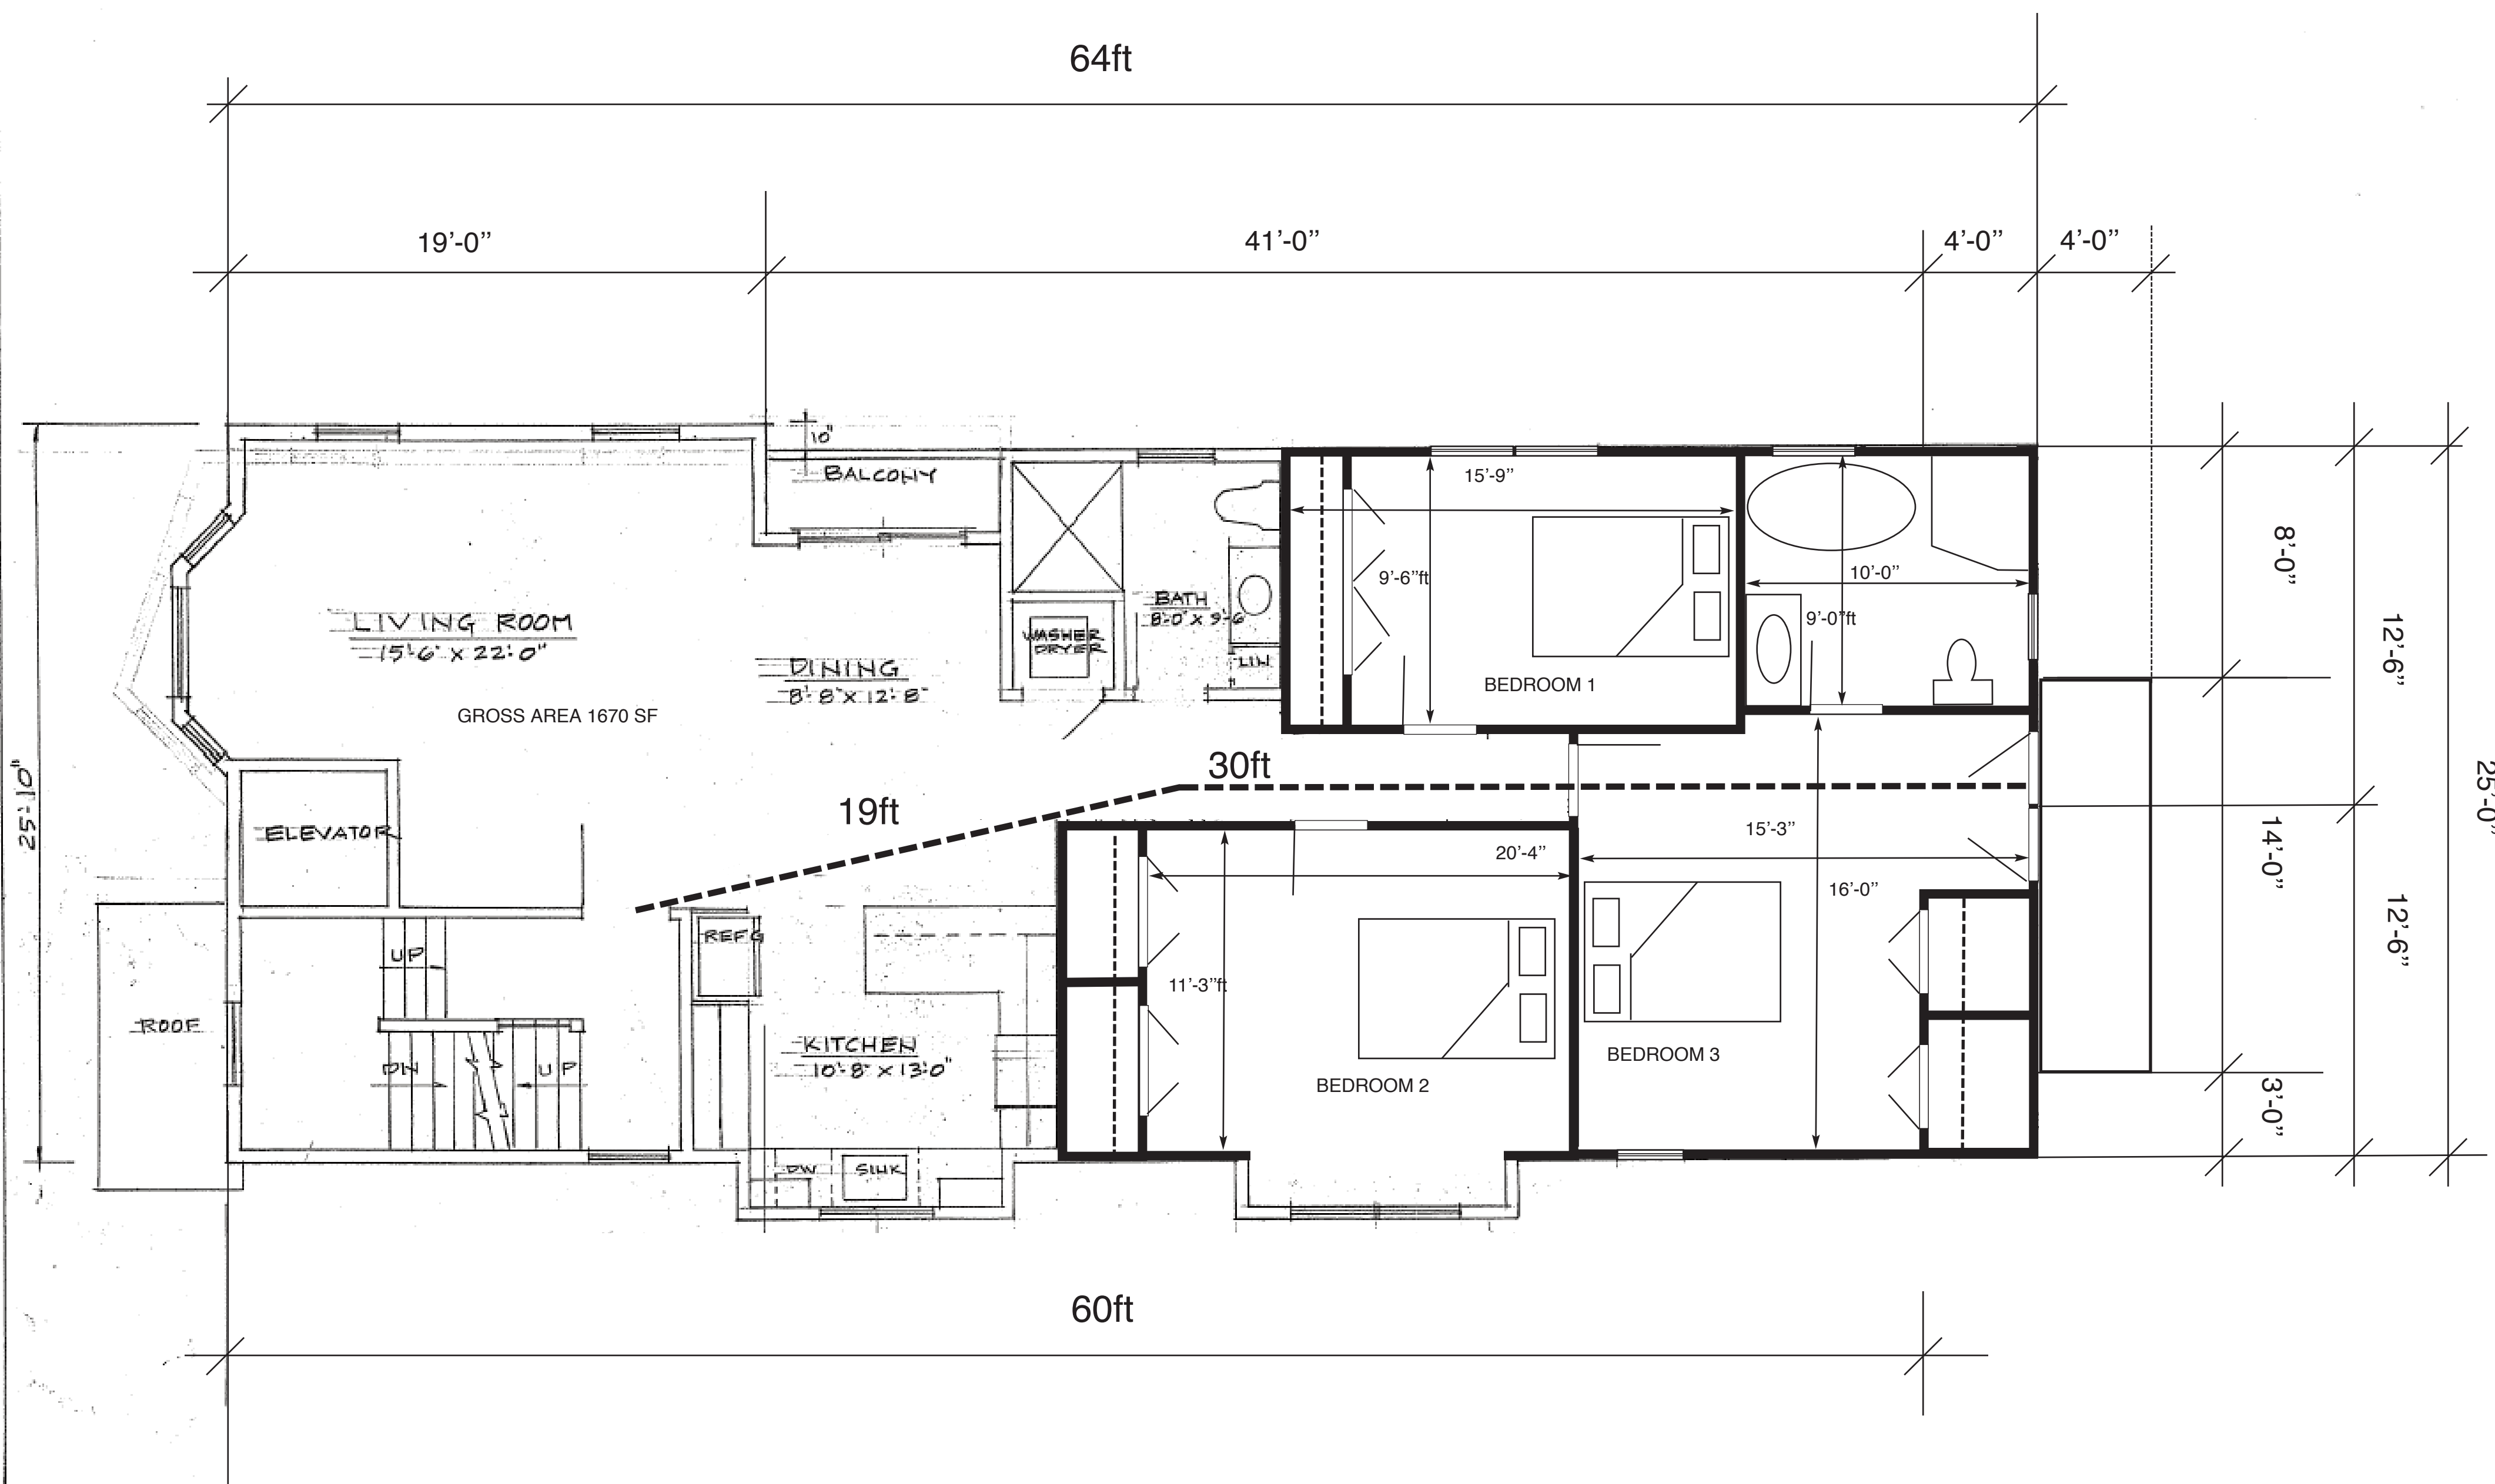 64ft
19’-0”
41’-0”
4’-0”
4’-0”
10"
BALCONY
15’-9”
8’-0”
9’-6”ft
10’-0”
BATH
8'-0" X 9'-6
9’-0”ft
LIVING ROOM
15'-6" X 22'-0"
WASHER
DRYER
LIN
12’-6”
DINING
8'-8" X 12'-8"
BEDROOM 1
GROSS AREA 1670 SF
30ft
25'-10"
25’-0”
19ft
ELEVATOR
15’-3”
20’-4”
14’-0”
16’-0”
REFG
12’-6”
UP
11’-3”ft
ROOF
KITCHEN
10'-8" X 13'-0"
BEDROOM 3
DN
UP
BEDROOM 2
3’-0”
DW
SINK
60ft